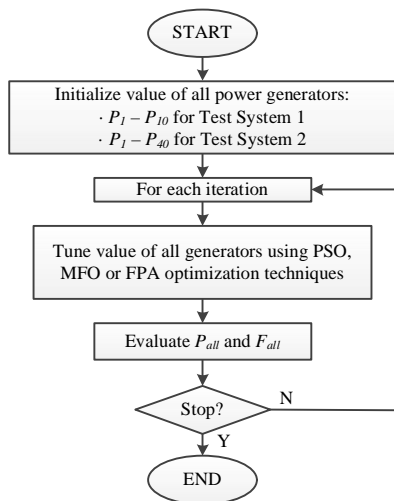 START
Initialize value of all power generators:
· P1 – P10 for Test System 1
· P1 – P40 for Test System 2
For each iteration
Tune value of all generators using PSO,
MFO or FPA optimization techniques
Evaluate Pall and Fall
Stop?
N
Y
END